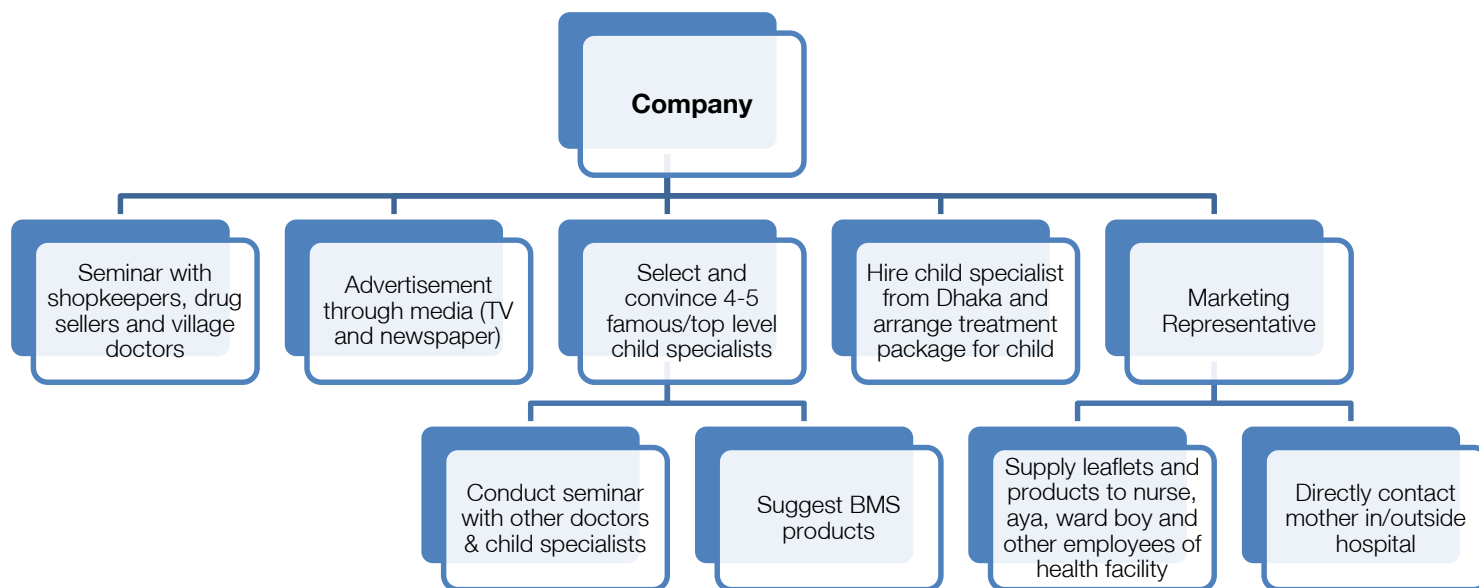 Company
Seminar with
shopkeepers, drug
sellers and village
doctors
Advertisement
through media (TV
and newspaper)
Select and
convince 4-5
famous/top level
child specialists
Hire child specialist
from Dhaka and
arrange treatment
package for child
Marketing
Representative
Conduct seminar
with other doctors
& child specialists
Suggest BMS
products
Supply leaflets and
products to nurse,
aya, ward boy and
other employees of
health facility
Directly contact
mother in/outside
hospital